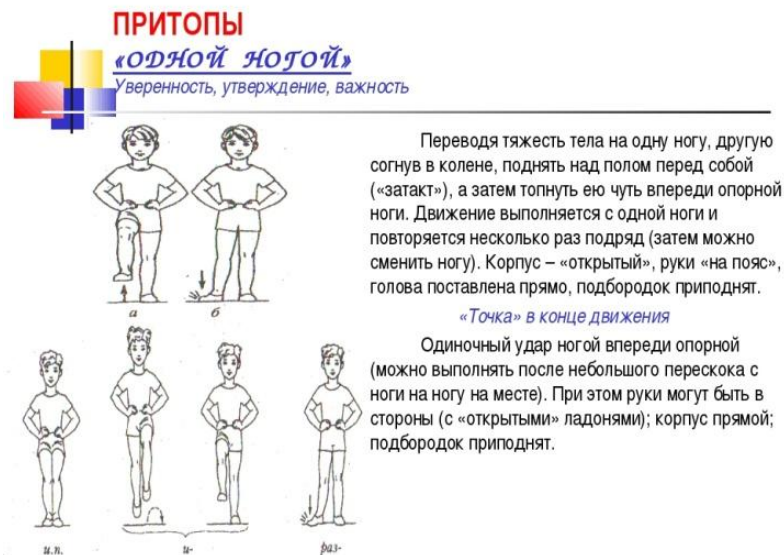 ПРИТОПЫ
«ОДНОЙ НОГОЙ»
Уверенность, утверждение, важность
Переводя тяжесть тела на одну ногу, другую
согнув в колене, поднять над полом перед собой
(«затакт»), а затем топнуть ею чуть впереди опорной
ноги. Движение выполняется с одной ноги и
повторяется несколько раз подряд (затем можно
сменить ногу). Корпус – «открытый», руки «на пояс»,
голова поставлена прямо, подбородок приподнят.
«Точка» в конце движения
Одиночный удар ногой впереди опорной
(можно выполнять после небольшого перескока с
ноги на ногу на месте). При этом руки могут быть в
стороны (с «открытыми» ладонями); корпус прямой;
подбородок приподнят.
а б
и.п. и- раз-